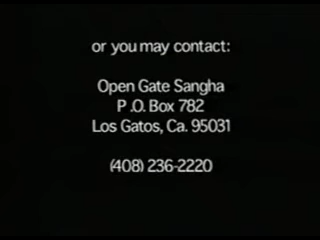 or you may contact:
Open Gate Sangha
P.O. Box 782
Los Gatos, Ca. 95031
(408) 236-2220